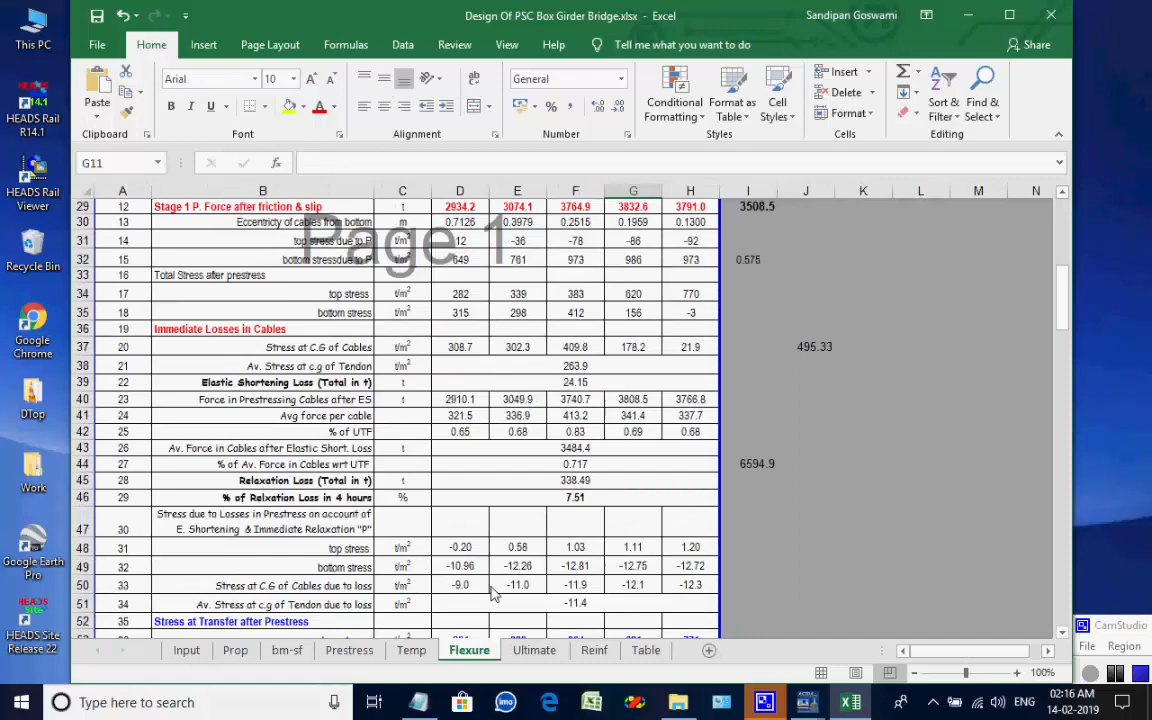 This PC
HEADS Rail R14.1
HEADS Rail Viewer
Recycle Bin
Google Chrome
DTop
Work
Google Earth Pro
HEADS Site Release 22
Design Of PSC Box Girder Bridge.xlsx - Excel
Sandipan Goswami
File Home Insert Page Layout Formulas Data Review View Help Tell me what you want to do Share
Paste
Arial 10
General
B I U
Conditional Formatting
Format as Table
Cell Styles
Insert
Delete
Format
Sort & Filter
Find & Select
Clipboard Font Alignment Number Styles Cells Editing
G11 fx
A B C D E F G H I J K L M N
29 12 Stage 1 P. Force after friction & slip t 2934.2 3074.1 3764.9 3832.6 3791.0 3508.5
30 13 Eccentricty of cables from bottom m 0.7126 0.3979 0.2515 0.1959 0.1300
31 14 top stress due to P t/m2 12 -36 -78 -86 -92
32 15 bottom stressdue to P t/m2 649 761 973 986 973 0.575
33 16 Total Stress after prestress
34 17 top stress t/m2 282 339 383 620 770
35 18 bottom stress t/m2 315 298 412 156 -3
36 19 Immediate Losses in Cables
37 20 Stress at C.G of Cables t/m2 308.7 302.3 409.8 178.2 21.9 495.33
38 21 Av. Stress at c.g of Tendon t/m2 263.9
39 22 Elastic Shortening Loss (Total in t) t 24.15
40 23 Force in Prestressing Cables after ES t 2910.1 3049.9 3740.7 3808.5 3766.8
41 24 Avg force per cable 321.5 336.9 413.2 341.4 337.7
42 25 % of UTF 0.65 0.68 0.83 0.69 0.68
43 26 Av. Force in Cables after Elastic Short. Loss t 3484.4
44 27 % of Av. Force in Cables wrt UTF 0.717 6594.9
45 28 Relaxation Loss (Total in t) t 338.49
46 29 % of Relxation Loss in 4 hours % 7.51
47 30 Stress due to Losses in Prestress on account of
E. Shortening & Immediate Relaxation "P"
48 31 top stress t/m2 -0.20 0.58 1.03 1.11 1.20
49 32 bottom stress t/m2 -10.96 -12.26 -12.81 -12.75 -12.72
50 33 Stress at C.G of Cables due to loss t/m2 -9.0 -11.0 -11.9 -12.1 -12.3
51 34 Av. Stress at c.g of Tendon due to loss t/m2 -11.4
52 35 Stress at Transfer after Prestress
Page 1
Input Prop bm-sf Prestress Temp Flexure Ultimate Reinf Table
100%
CamStudio
File Region
Type here to search
ENG
02:16 AM
14-02-2019